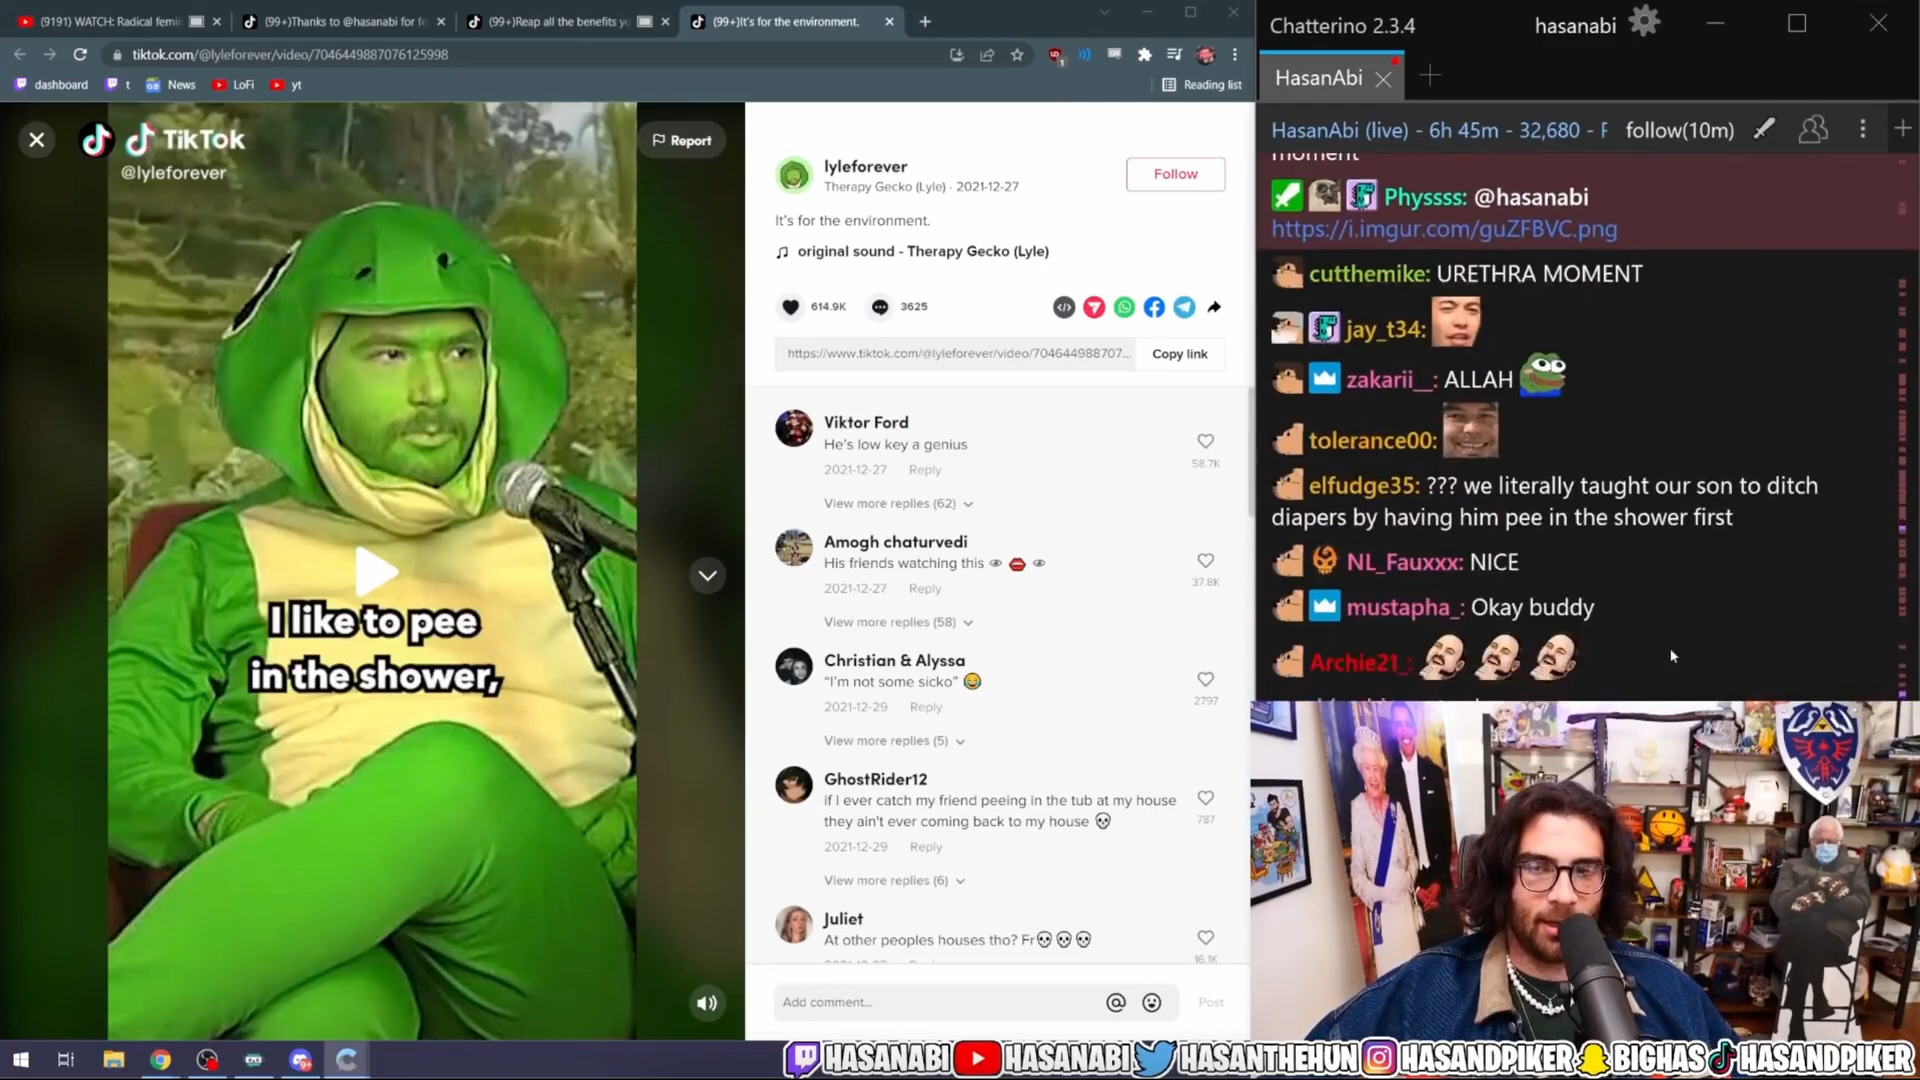 (9191) WATCH: Radical femin
(99+)Thanks to @hasanabi for fe
(99+)Reap all the benefits yo
(99+)It's for the environment.
tiktok.com/@lyleforever/video/7046449887076125998
dashboard
t
News
LoFi
yt
Reading list
TikTok
@lyleforever
Report
I like to pee
in the shower,
lyleforever
Therapy Gecko (Lyle) · 2021-12-27
Follow
It's for the environment.
original sound - Therapy Gecko (Lyle)
614.9K
3625
https://www.tiktok.com/@lyleforever/video/704644988707...
Copy link
Viktor Ford
He's low key a genius
2021-12-27 Reply
58.7K
View more replies (62)
Amogh chaturvedi
His friends watching this 👁 👄 👁
2021-12-27 Reply
37.8K
View more replies (58)
Christian & Alyssa
“I'm not some sicko” 😂
2021-12-29 Reply
2797
View more replies (5)
GhostRider12
if I ever catch my friend peeing in the tub at my house
they ain't ever coming back to my house 💀
2021-12-29 Reply
787
View more replies (6)
Juliet
At other peoples houses tho? Fr💀💀💀
16.1K
Add comment...
Post
Chatterino 2.3.4
hasanabi
HasanAbi
HasanAbi (live) - 6h 45m - 32,680 - F
follow(10m)
moment
Physsss: @hasanabi
https://i.imgur.com/guZFBVC.png
cutthemike: URETHRA MOMENT
jay_t34:
zakarii__: ALLAH
tolerance00:
elfudge35: ??? we literally taught our son to ditch
diapers by having him pee in the shower first
NL_Fauxxx: NICE
mustapha_: Okay buddy
Archie21_:
HASANABI HASANABI HASANTHEHUN HASANDPIKER BIGHAS HASANDPIKER